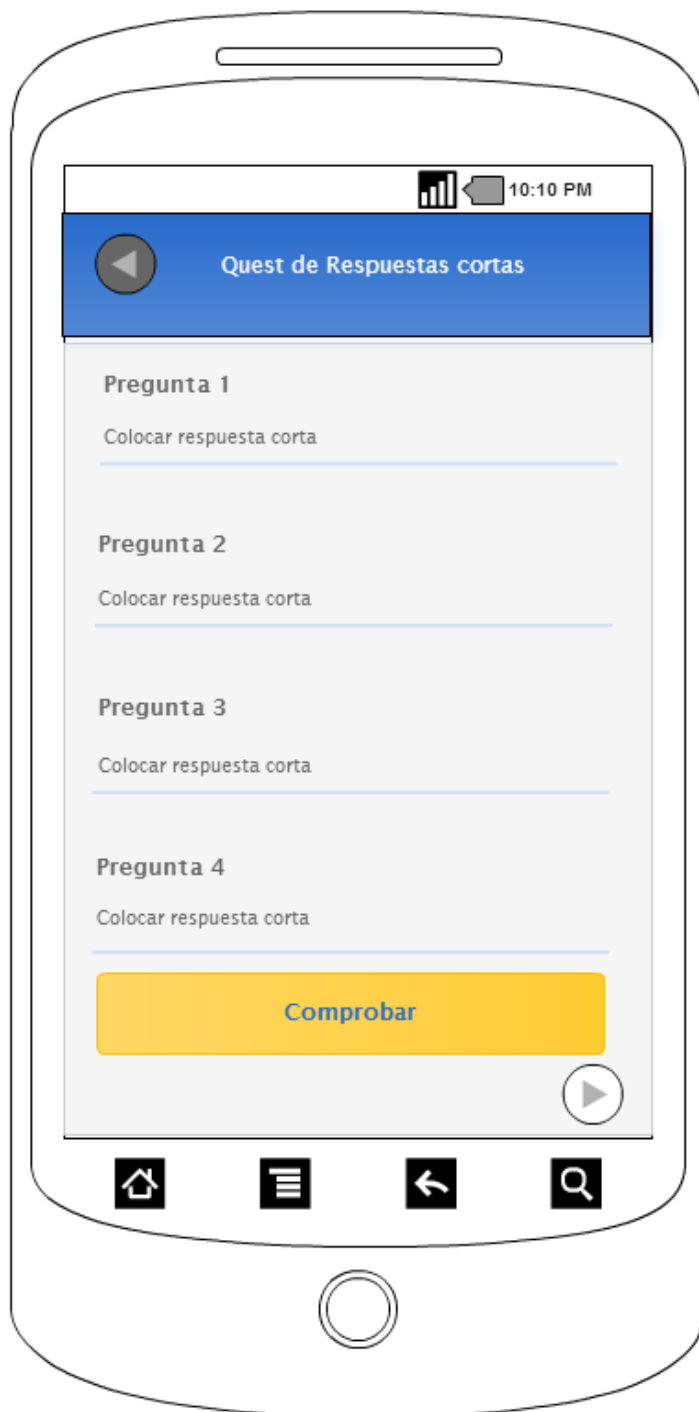 10:10 PM
Quest de Respuestas cortas
Pregunta 1
Colocar respuesta corta
Pregunta 2
Colocar respuesta corta
Pregunta 3
Colocar respuesta corta
Pregunta 4
Colocar respuesta corta
Comprobar